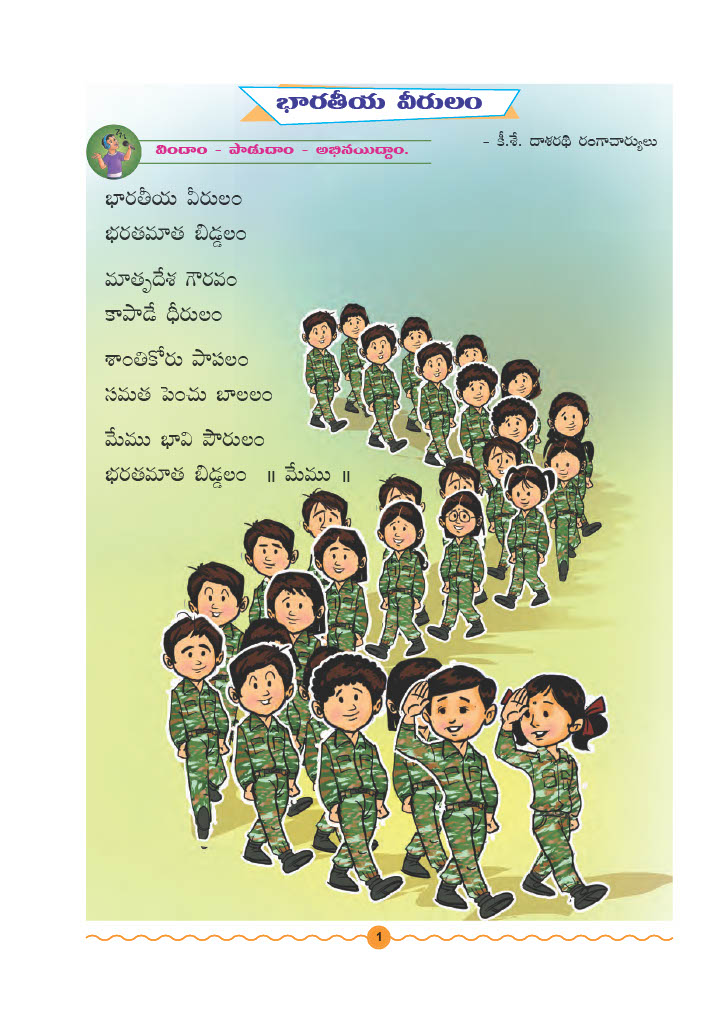 భారతీయ వీరులం
విందాం - పాడుదాం - అభినయిద్దాం.
- కీ.శే. దాశరథి రంగాచార్యులు
భారతీయ వీరులం
భరతమాత బిడ్డలం
మాతృదేశ గౌరవం
కాపాడే ధీరులం
శాంతికోరు పాపలం
సమత పెంచు బాలలం
మేము భావి పౌరులం
భరతమాత బిడ్డలం ॥ మేము ॥
1